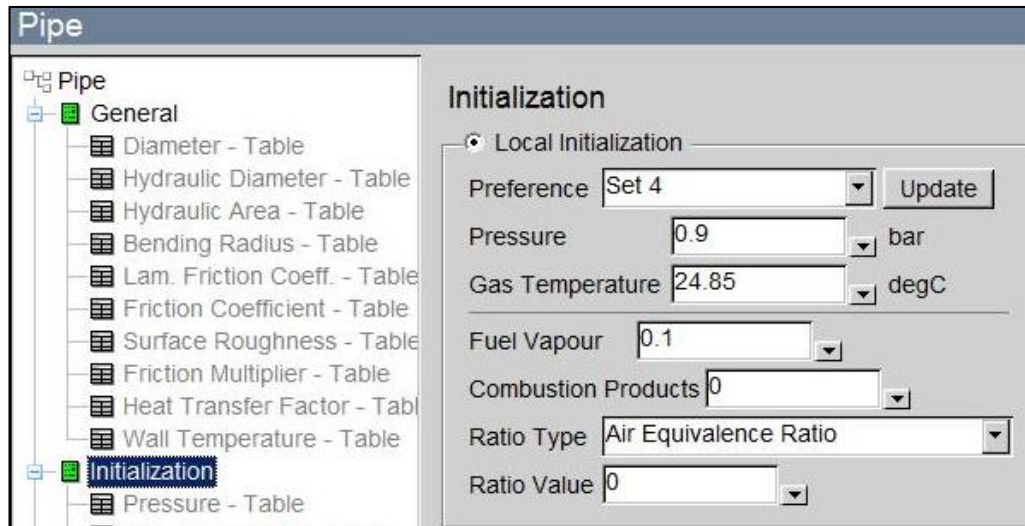 Pipe
Pipe
General
Diameter - Table
Hydraulic Diameter - Table
Hydraulic Area - Table
Bending Radius - Table
Lam. Friction Coeff. - Table
Friction Coefficient - Table
Surface Roughness - Table
Friction Multiplier - Table
Heat Transfer Factor - Tabl
Wall Temperature - Table
Initialization
Pressure - Table
Initialization
Local Initialization
Preference Set 4 Update
Pressure 0.9 bar
Gas Temperature 24.85 degC
Fuel Vapour 0.1
Combustion Products 0
Ratio Type Air Equivalence Ratio
Ratio Value 0